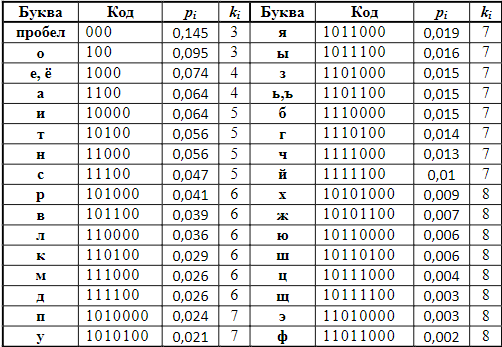 Буква Код pi ki Буква Код pi ki
пробел 000 0,145 3 я 1011000 0,019 7
о 100 0,095 3 ы 1011100 0,016 7
е, ё 1000 0,074 4 з 1101000 0,015 7
а 1100 0,064 4 ь,ъ 1101100 0,015 7
и 10000 0,064 5 б 1110000 0,015 7
т 10100 0,056 5 г 1110100 0,014 7
н 11000 0,056 5 ч 1111000 0,013 7
с 11100 0,047 5 й 1111100 0,01 7
р 101000 0,041 6 х 10101000 0,009 8
в 101100 0,039 6 ж 10101100 0,007 8
л 110000 0,036 6 ю 10110000 0,006 8
к 110100 0,029 6 ш 10110100 0,006 8
м 111000 0,026 6 ц 10111000 0,004 8
д 111100 0,026 6 щ 10111100 0,003 8
п 1010000 0,024 7 э 11010000 0,003 8
у 1010100 0,021 7 ф 11011000 0,002 8